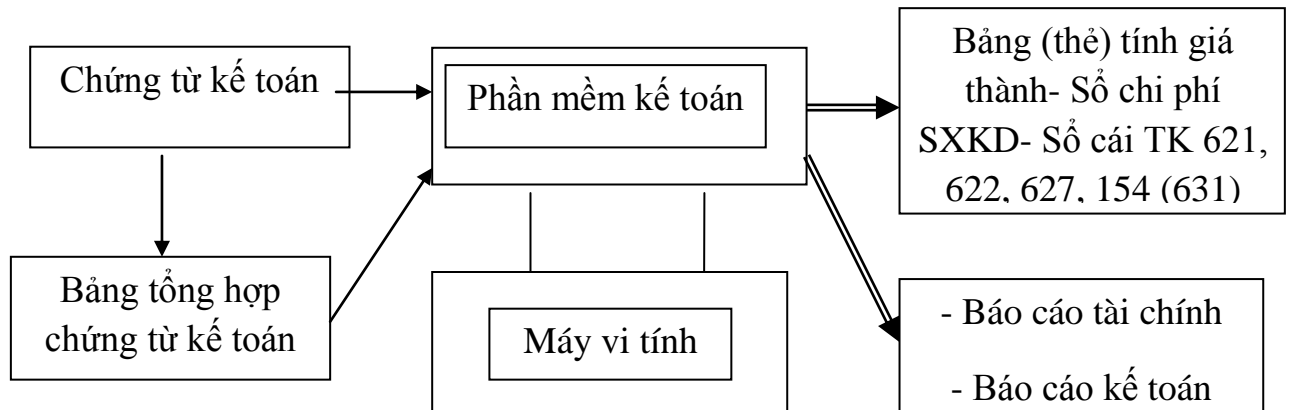 Chứng từ kế toán
Phần mềm kế toán
Bảng (thẻ) tính giá
thành- Sổ chi phí
SXKD- Sổ cái TK 621,
622, 627, 154 (631)
Bảng tổng hợp
chứng từ kế toán
Máy vi tính
- Báo cáo tài chính
- Báo cáo kế toán